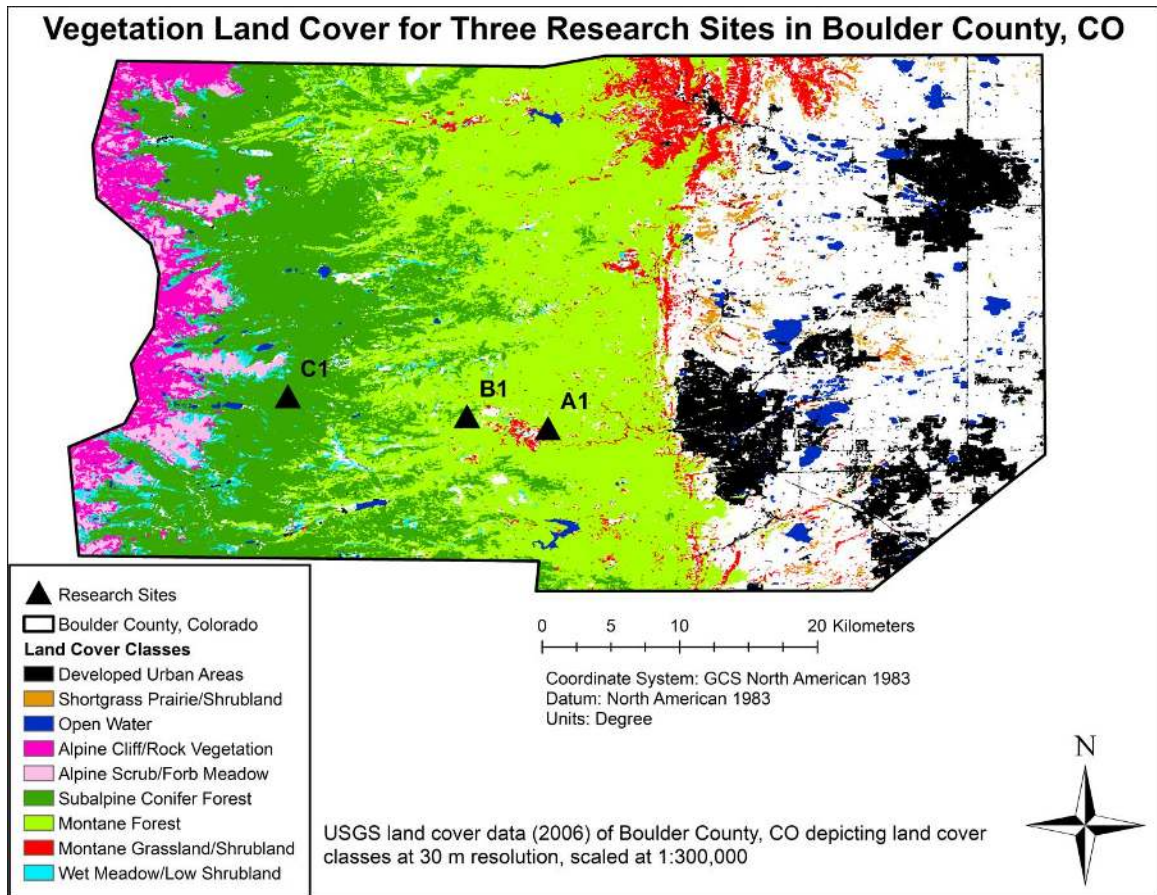 Vegetation Land Cover for Three Research Sites in Boulder County, CO
C1
B1
A1
Research Sites
Boulder County, Colorado
Land Cover Classes
Developed Urban Areas
Shortgrass Prairie/Shrubland
Open Water
Alpine Cliff/Rock Vegetation
Alpine Scrub/Forb Meadow
Subalpine Conifer Forest
Montane Forest
Montane Grassland/Shrubland
Wet Meadow/Low Shrubland
0 5 10 20 Kilometers
Coordinate System: GCS North American 1983
Datum: North American 1983
Units: Degree
N
USGS land cover data (2006) of Boulder County, CO depicting land cover
classes at 30 m resolution, scaled at 1:300,000